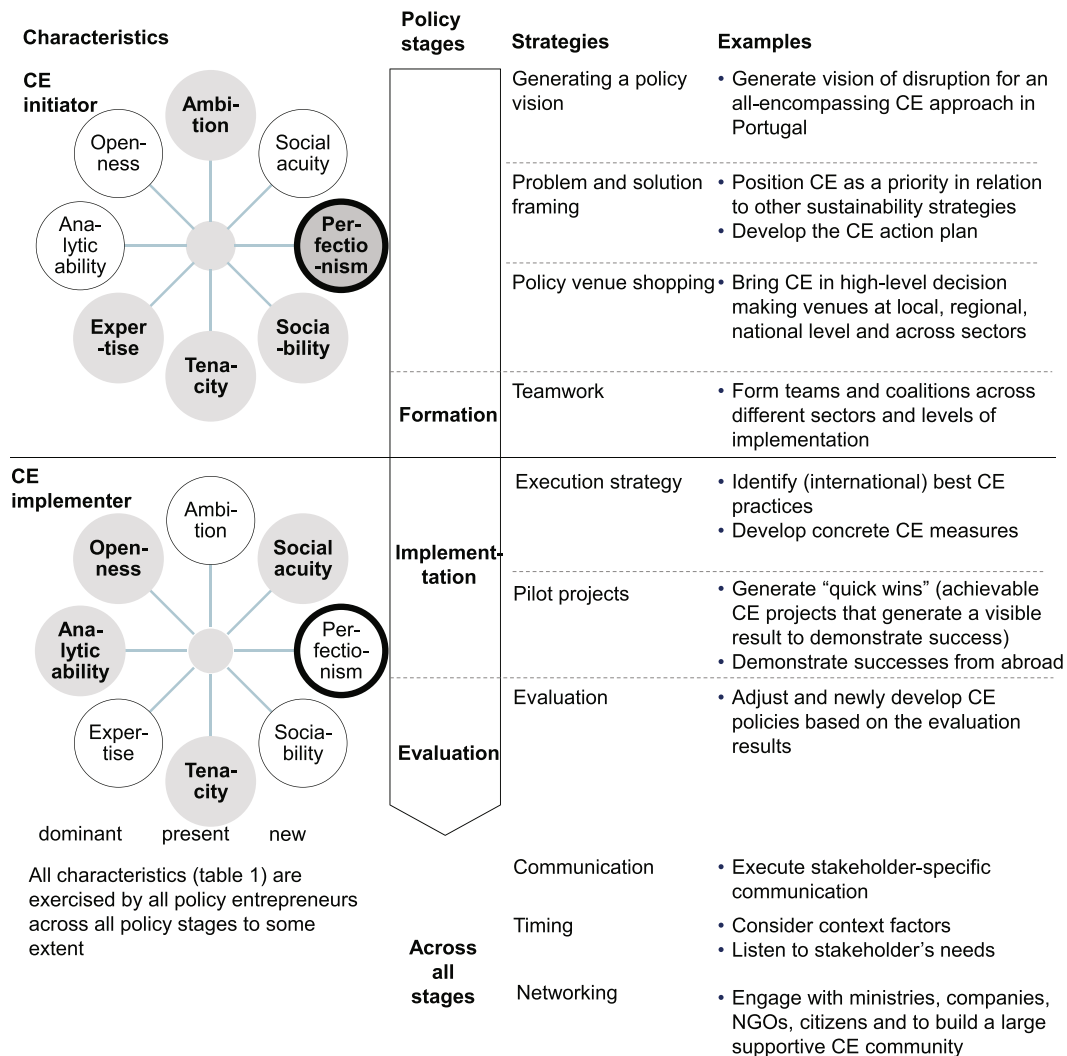 Characteristics
Policy
stages
Strategies
Examples
CE
initiator
Ambi-
tion
Open-
ness
Social
acuity
Ana-
lytic
ability
Per-
fectio
-nism
Exper
-tise
Socia
-bility
Tena-
city
Generating a policy
vision
• Generate vision of disruption for an
all-encompassing CE approach in
Portugal
Problem and solution
framing
• Position CE as a priority in relation
to other sustainability strategies
• Develop the CE action plan
Policy venue shopping
• Bring CE in high-level decision
making venues at local, regional,
national level and across sectors
Formation
Teamwork
• Form teams and coalitions across
different sectors and levels of
implementation
CE
implementer
Ambi-
tion
Open-
ness
Social
acuity
Ana-
lytic
ability
Per-
fectio-
nism
Exper-
tise
Socia-
bility
Tena-
city
Implemen-
tation
Execution strategy
• Identify (international) best CE
practices
• Develop concrete CE measures
Pilot projects
• Generate “quick wins” (achievable
CE projects that generate a visible
result to demonstrate success)
• Demonstrate successes from abroad
Evaluation
Evaluation
• Adjust and newly develop CE
policies based on the evaluation
results
dominant present new
All characteristics (table 1) are
exercised by all policy entrepreneurs
across all policy stages to some
extent
Across
all
stages
Communication
• Execute stakeholder-specific
communication
Timing
• Consider context factors
• Listen to stakeholder’s needs
Networking
• Engage with ministries, companies,
NGOs, citizens and to build a large
supportive CE community